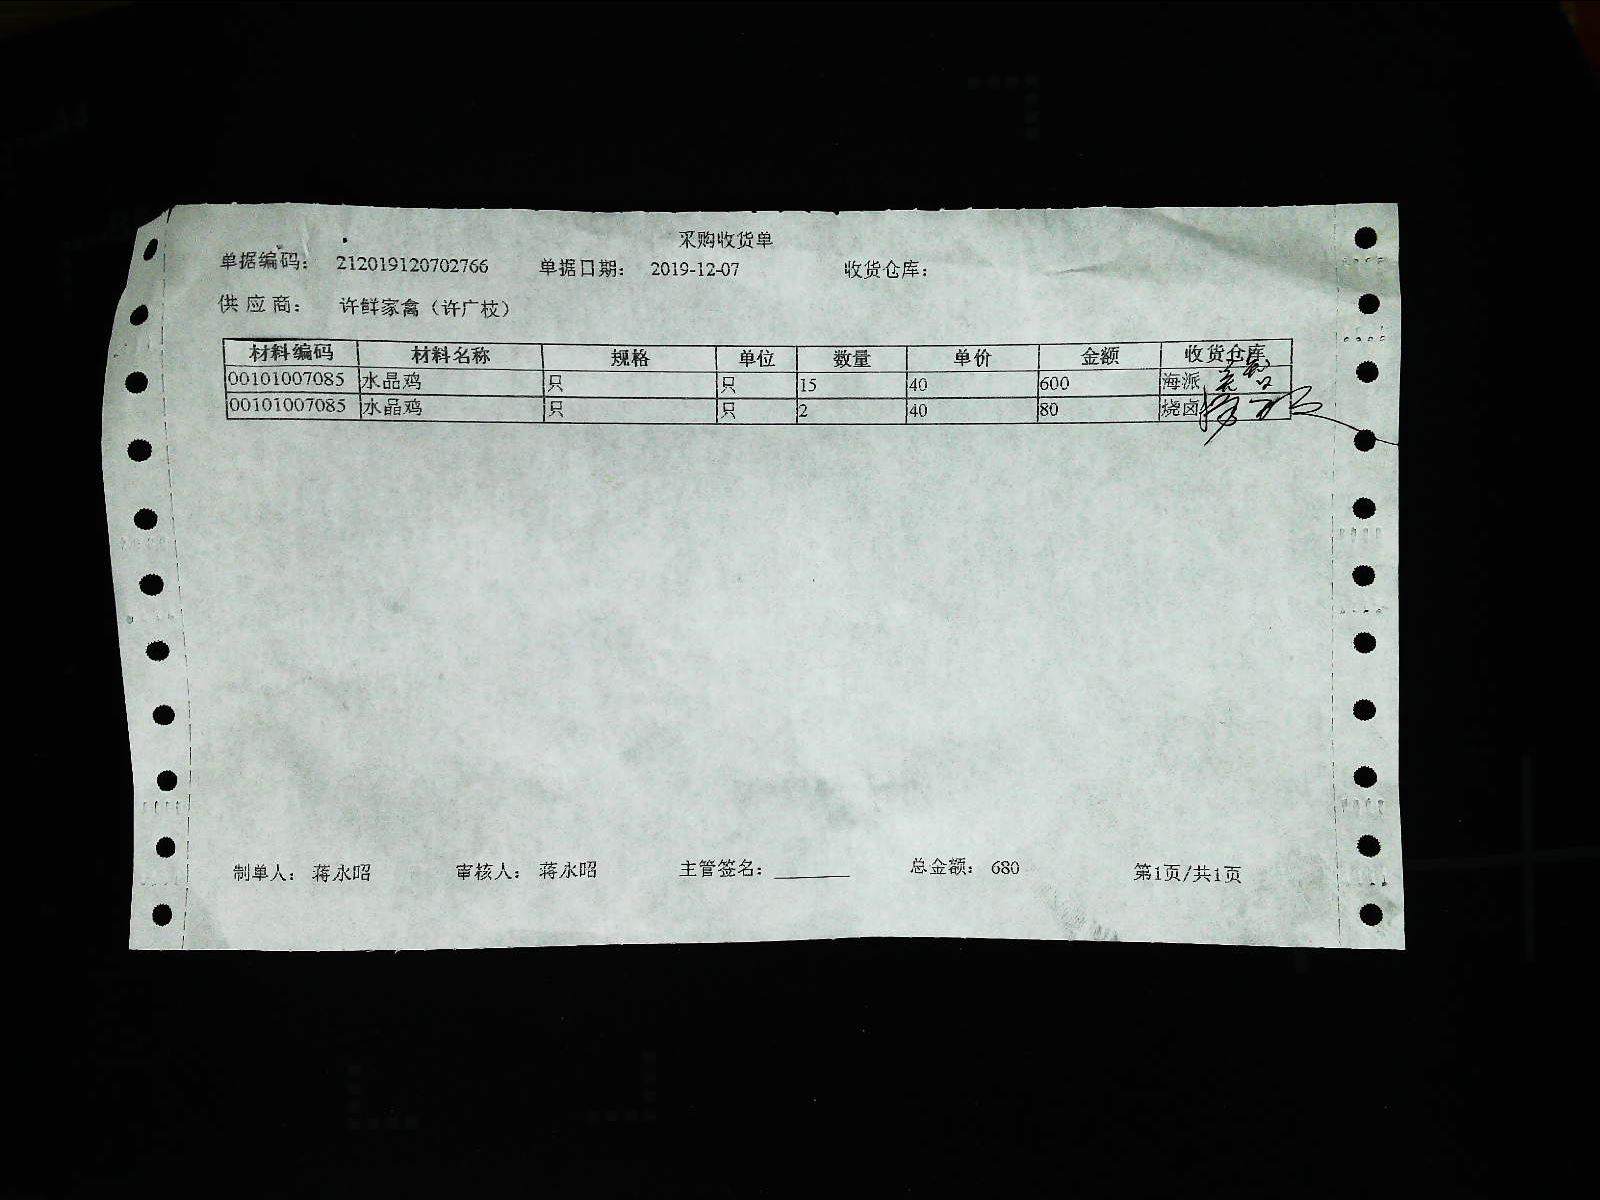 采购收货单
单据编码： 212019120702766 单据日期： 2019-12-07 收货仓库：
供应商： 许鲜家禽（许广枝）
材料编码 材料名称 规格 单位 数量 单价 金额 收货仓库
00101007085 水晶鸡 只 只 15 40 600 海派
00101007085 水晶鸡 只 只 2 40 80 烧卤
制单人： 蒋永昭 审核人： 蒋永昭 主管签名： 总金额： 680 第1页/共1页